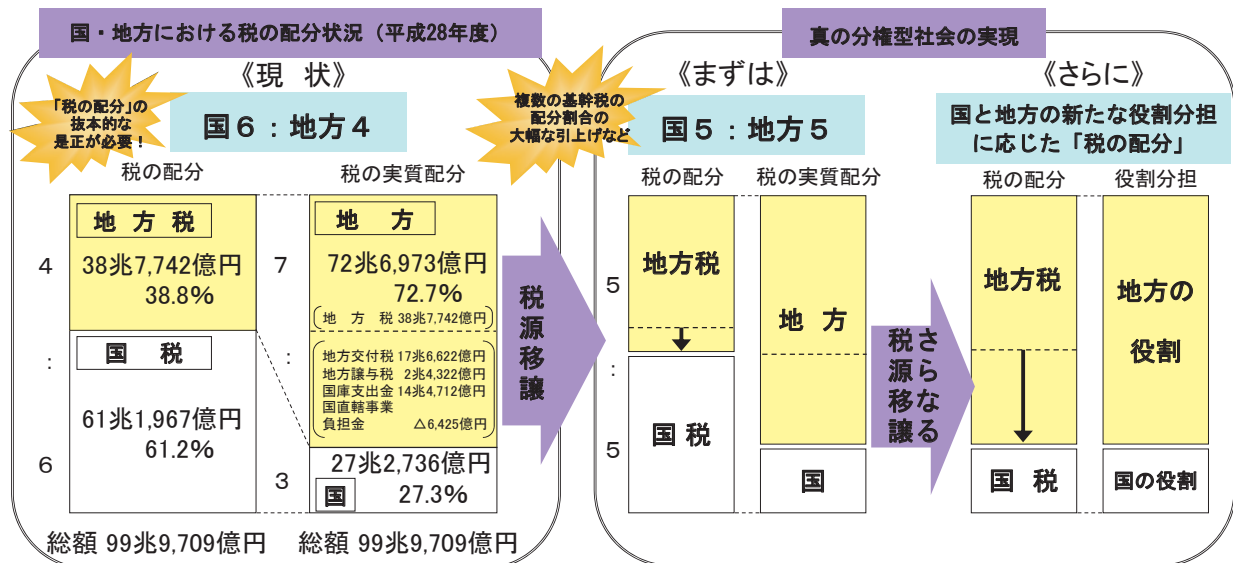 国・地方における税の配分状況（平成28年度）
《現 状》
「税の配分」の
抜本的な
是正が必要！
国6：地方4
税の配分
税の実質配分
4
：
6
地 方 税
38兆7,742億円
38.8%
国 税
61兆1,967億円
61.2%
7
：
3
地 方
72兆6,973億円
72.7%
地 方 税 38兆7,742億円
地方交付税 17兆6,622億円
地方譲与税 2兆4,322億円
国庫支出金 14兆4,712億円
国直轄事業
負担金 △6,425億円
27兆2,736億円
国 27.3%
総額 99兆9,709億円
総額 99兆9,709億円
税源移譲
真の分権型社会の実現
複数の基幹税の
配分割合の
大幅な引上げなど
《まずは》
国5：地方5
税の配分
税の実質配分
5
：
5
地方税
国 税
地 方
国
さらなる
税源移譲
《さらに》
国と地方の新たな役割分担
に応じた「税の配分」
税の配分
役割分担
地方税
国 税
地方の
役割
国の役割